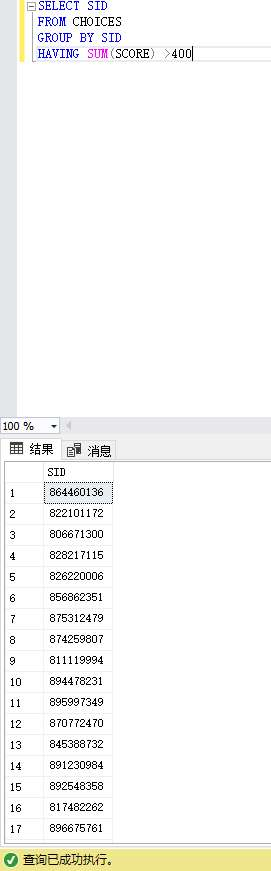 SELECT SID
FROM CHOICES
GROUP BY SID
HAVING SUM(SCORE) >400
100 %
结果 消息
SID
1 864460136
2 822101172
3 806671300
4 828217115
5 826220006
6 856862351
7 875312479
8 874259807
9 811119994
10 894478231
11 895997349
12 870772470
13 845388732
14 891230984
15 892548358
16 817482262
17 896675761
查询已成功执行。